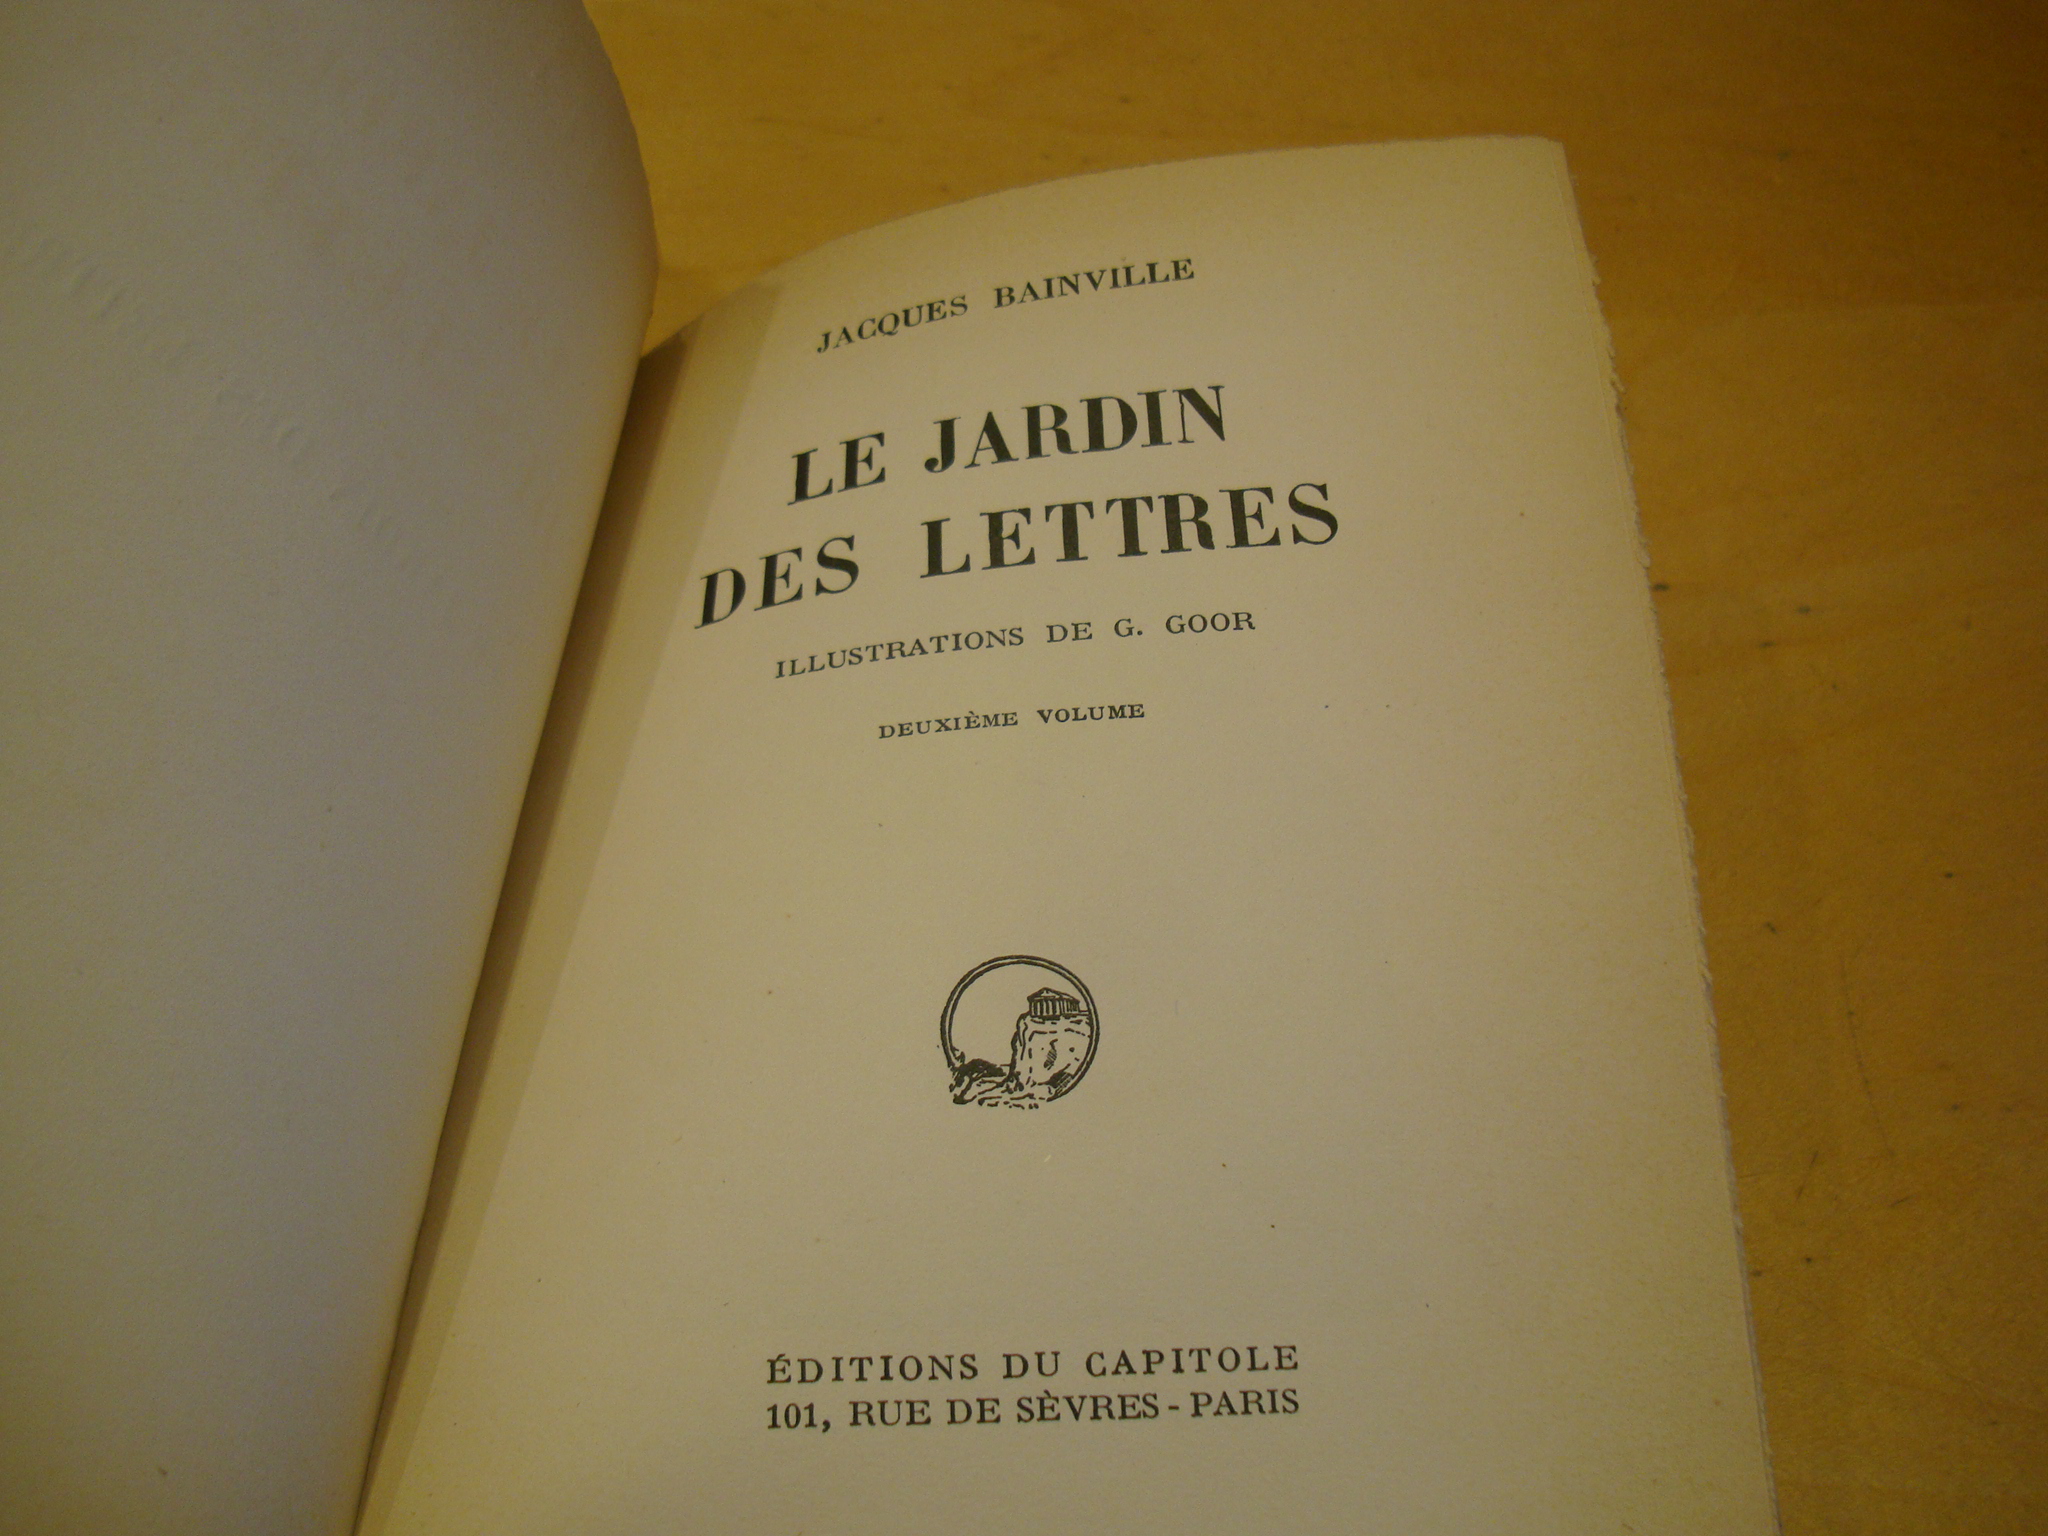 JACQUES BAINVILLE
LE JARDIN
DES LETTRES
ILLUSTRATIONS DE G. GOOR
DEUXIÈME VOLUME
ÉDITIONS DU CAPITOLE
101, RUE DE SÈVRES - PARIS